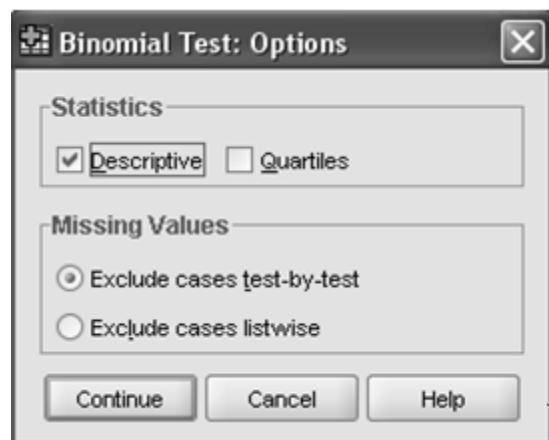 Binomial Test: Options
Statistics
Descriptive Quartiles
Missing Values
Exclude cases test-by-test
Exclude cases listwise
Continue Cancel Help